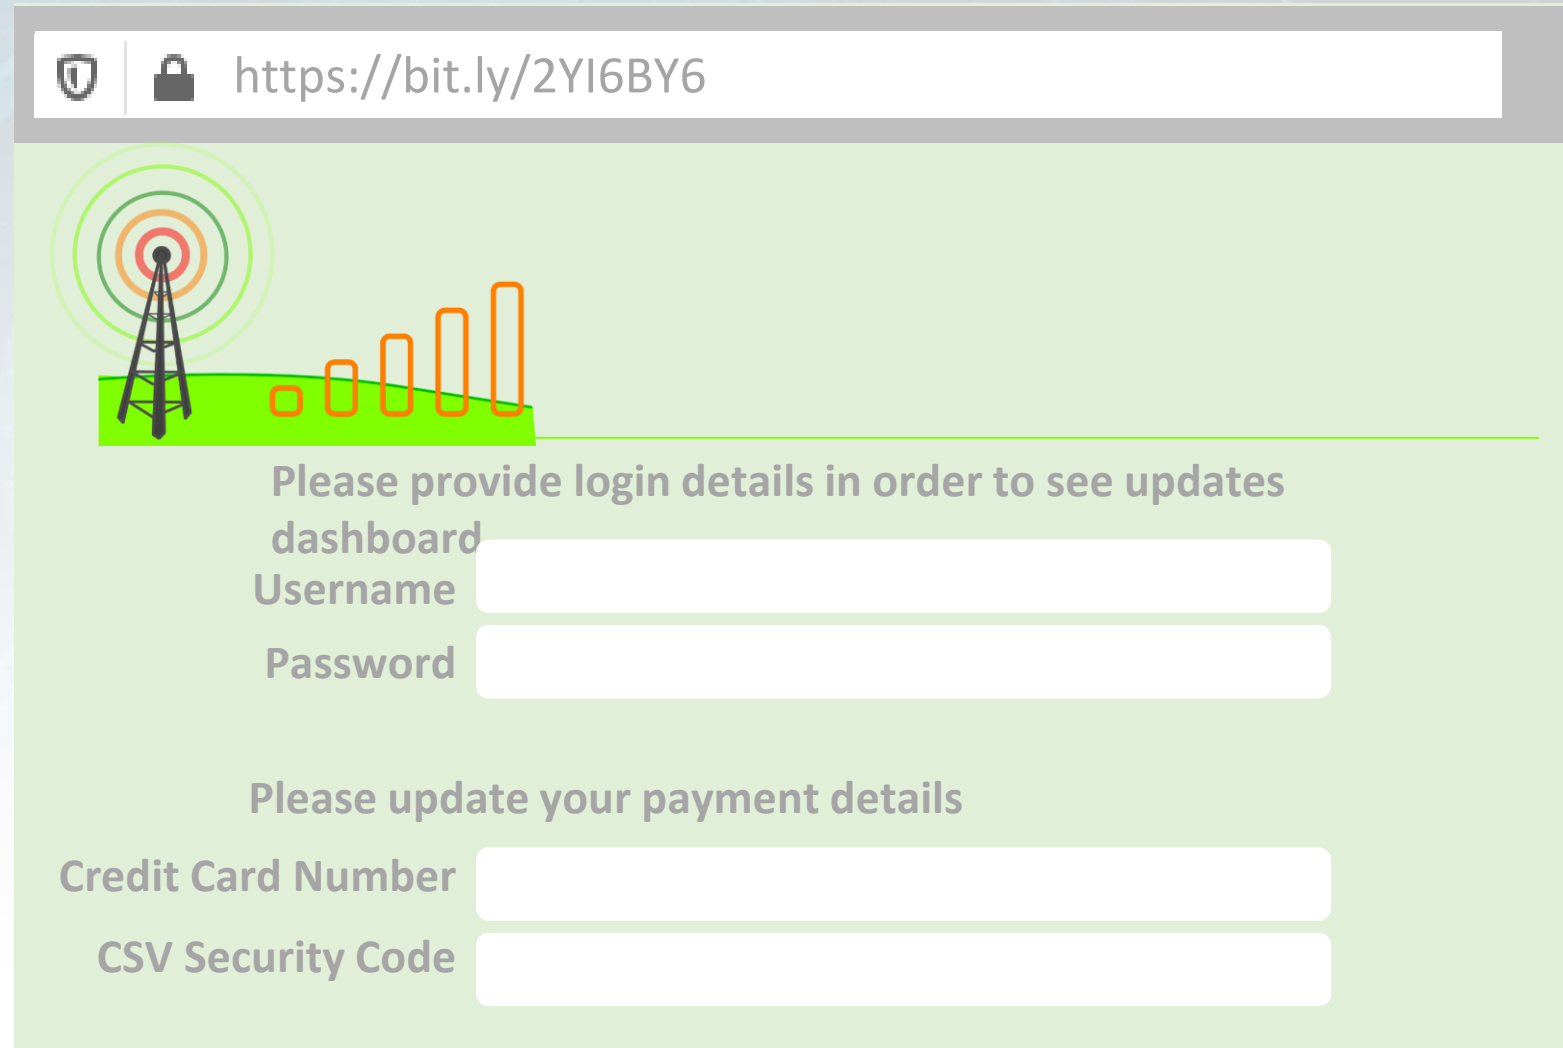 https://bit.ly/2YI6BY6
Please provide login details in order to see updates
dashboard
Username
Password
Please update your payment details
Credit Card Number
CSV Security Code